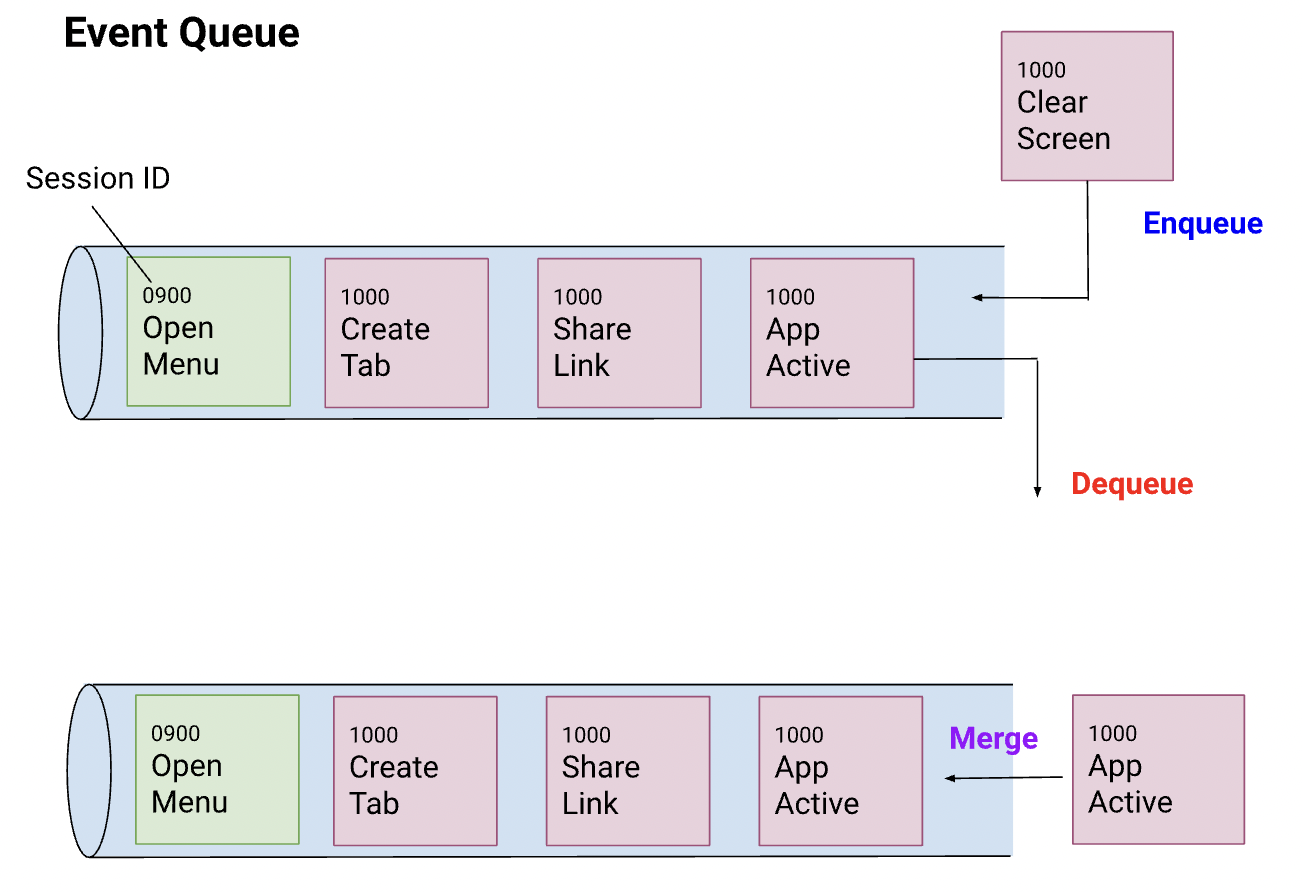 Event Queue
1000
Clear
Screen
Session ID
Enqueue
0900
Open
Menu
1000
Create
Tab
1000
Share
Link
1000
App
Active
Dequeue
0900
Open
Menu
1000
Create
Tab
1000
Share
Link
1000
App
Active
Merge
1000
App
Active